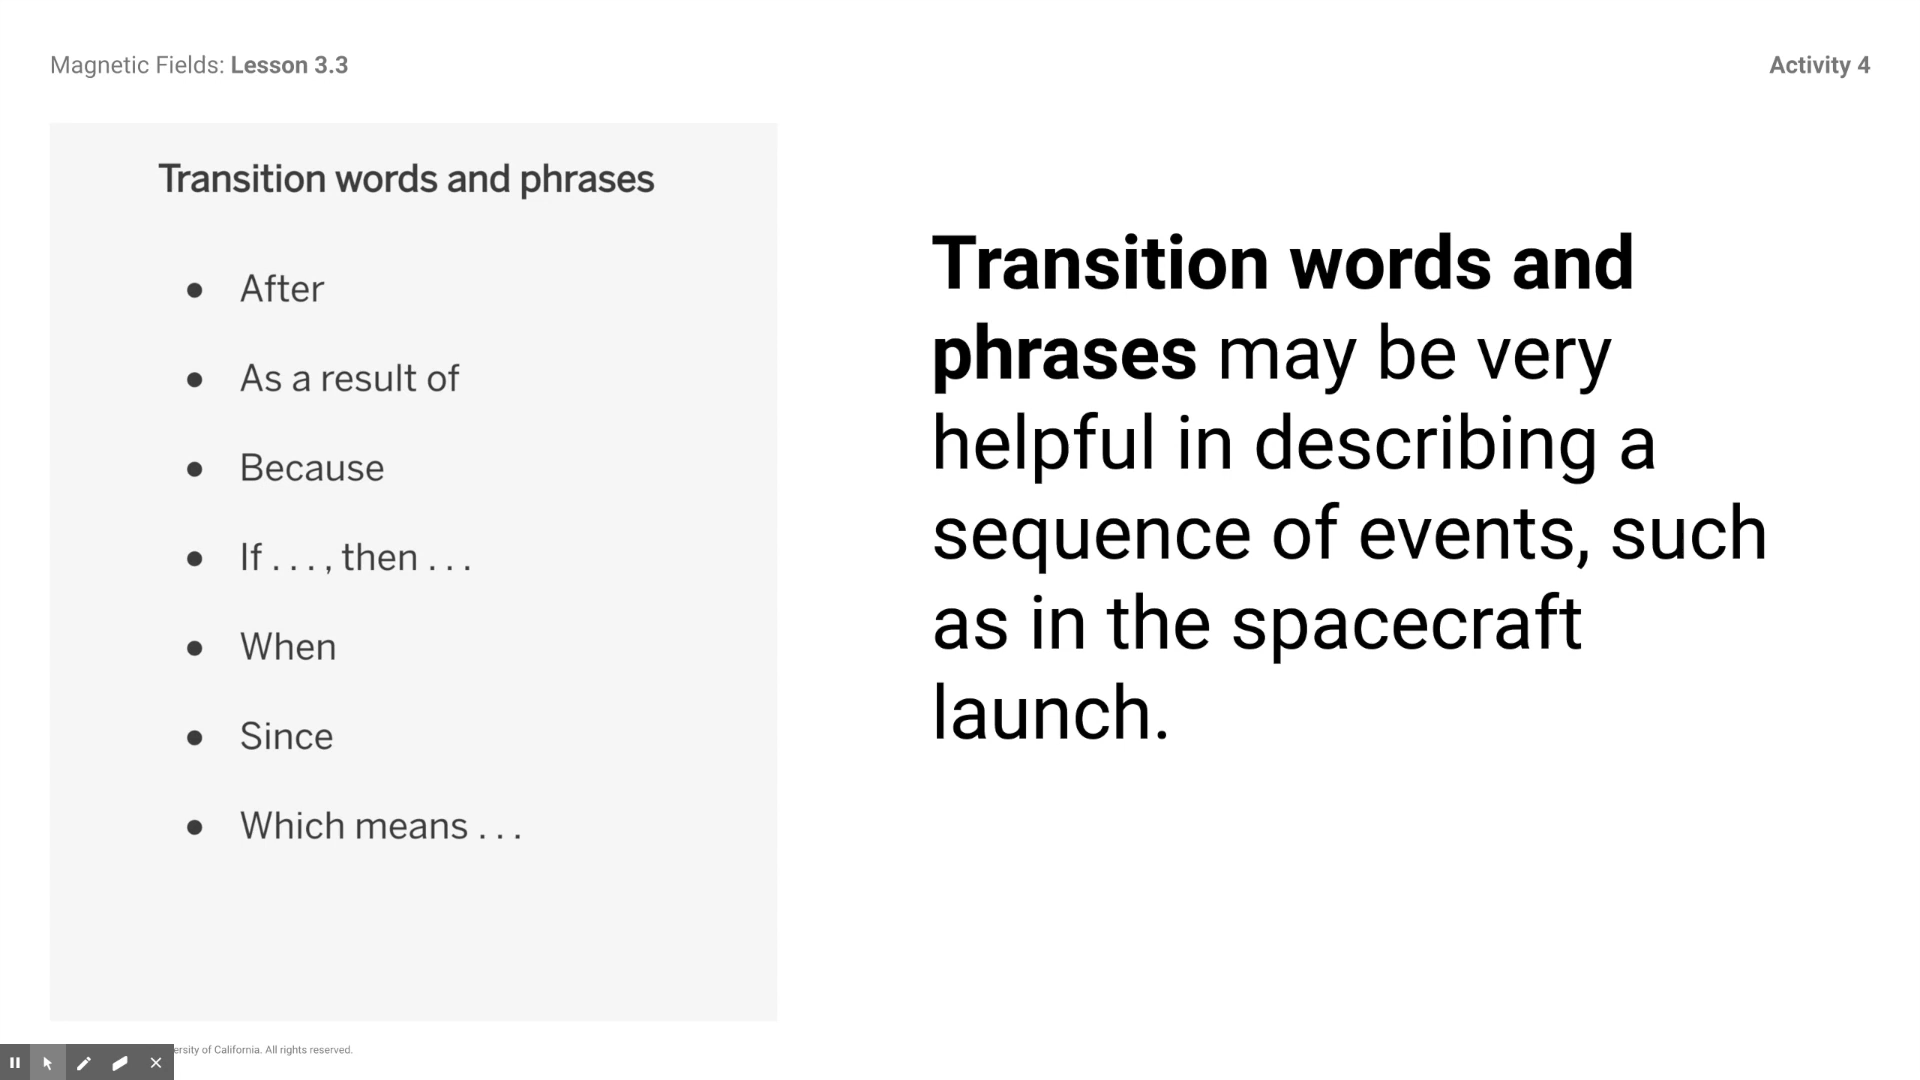 Magnetic Fields: Lesson 3.3
Activity 4
Transition words and phrases
● After
● As a result of
● Because
● If . . . , then . . .
● When
● Since
● Which means . . .
Transition words and
phrases may be very
helpful in describing a
sequence of events, such
as in the spacecraft
launch.
of California. All rights reserved.